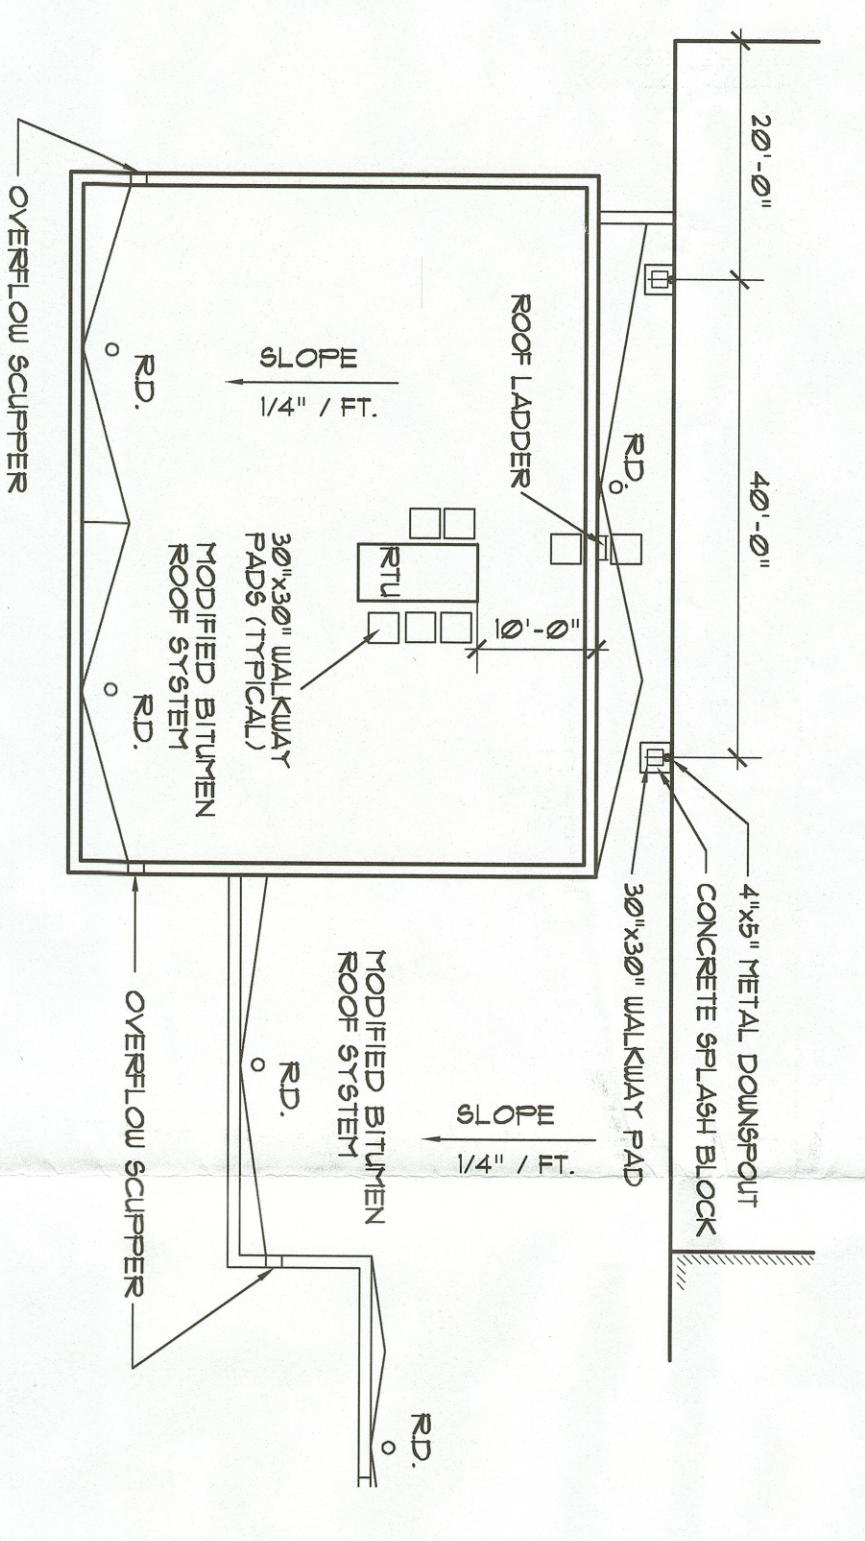 20'-0"
40'-0"
4"x5" METAL DOWNSPOUT
CONCRETE SPLASH BLOCK
30"x30" WALKWAY PAD
R.D.
ROOF LADDER
10'-0"
SLOPE
1/4" / FT.
RTU
30"x30" WALKWAY
PADS (TYPICAL)
MODIFIED BITUMEN
ROOF SYSTEM
R.D.
R.D.
OVERFLOW SCUPPER
SLOPE
1/4" / FT.
MODIFIED BITUMEN
ROOF SYSTEM
R.D.
R.D.
OVERFLOW SCUPPER